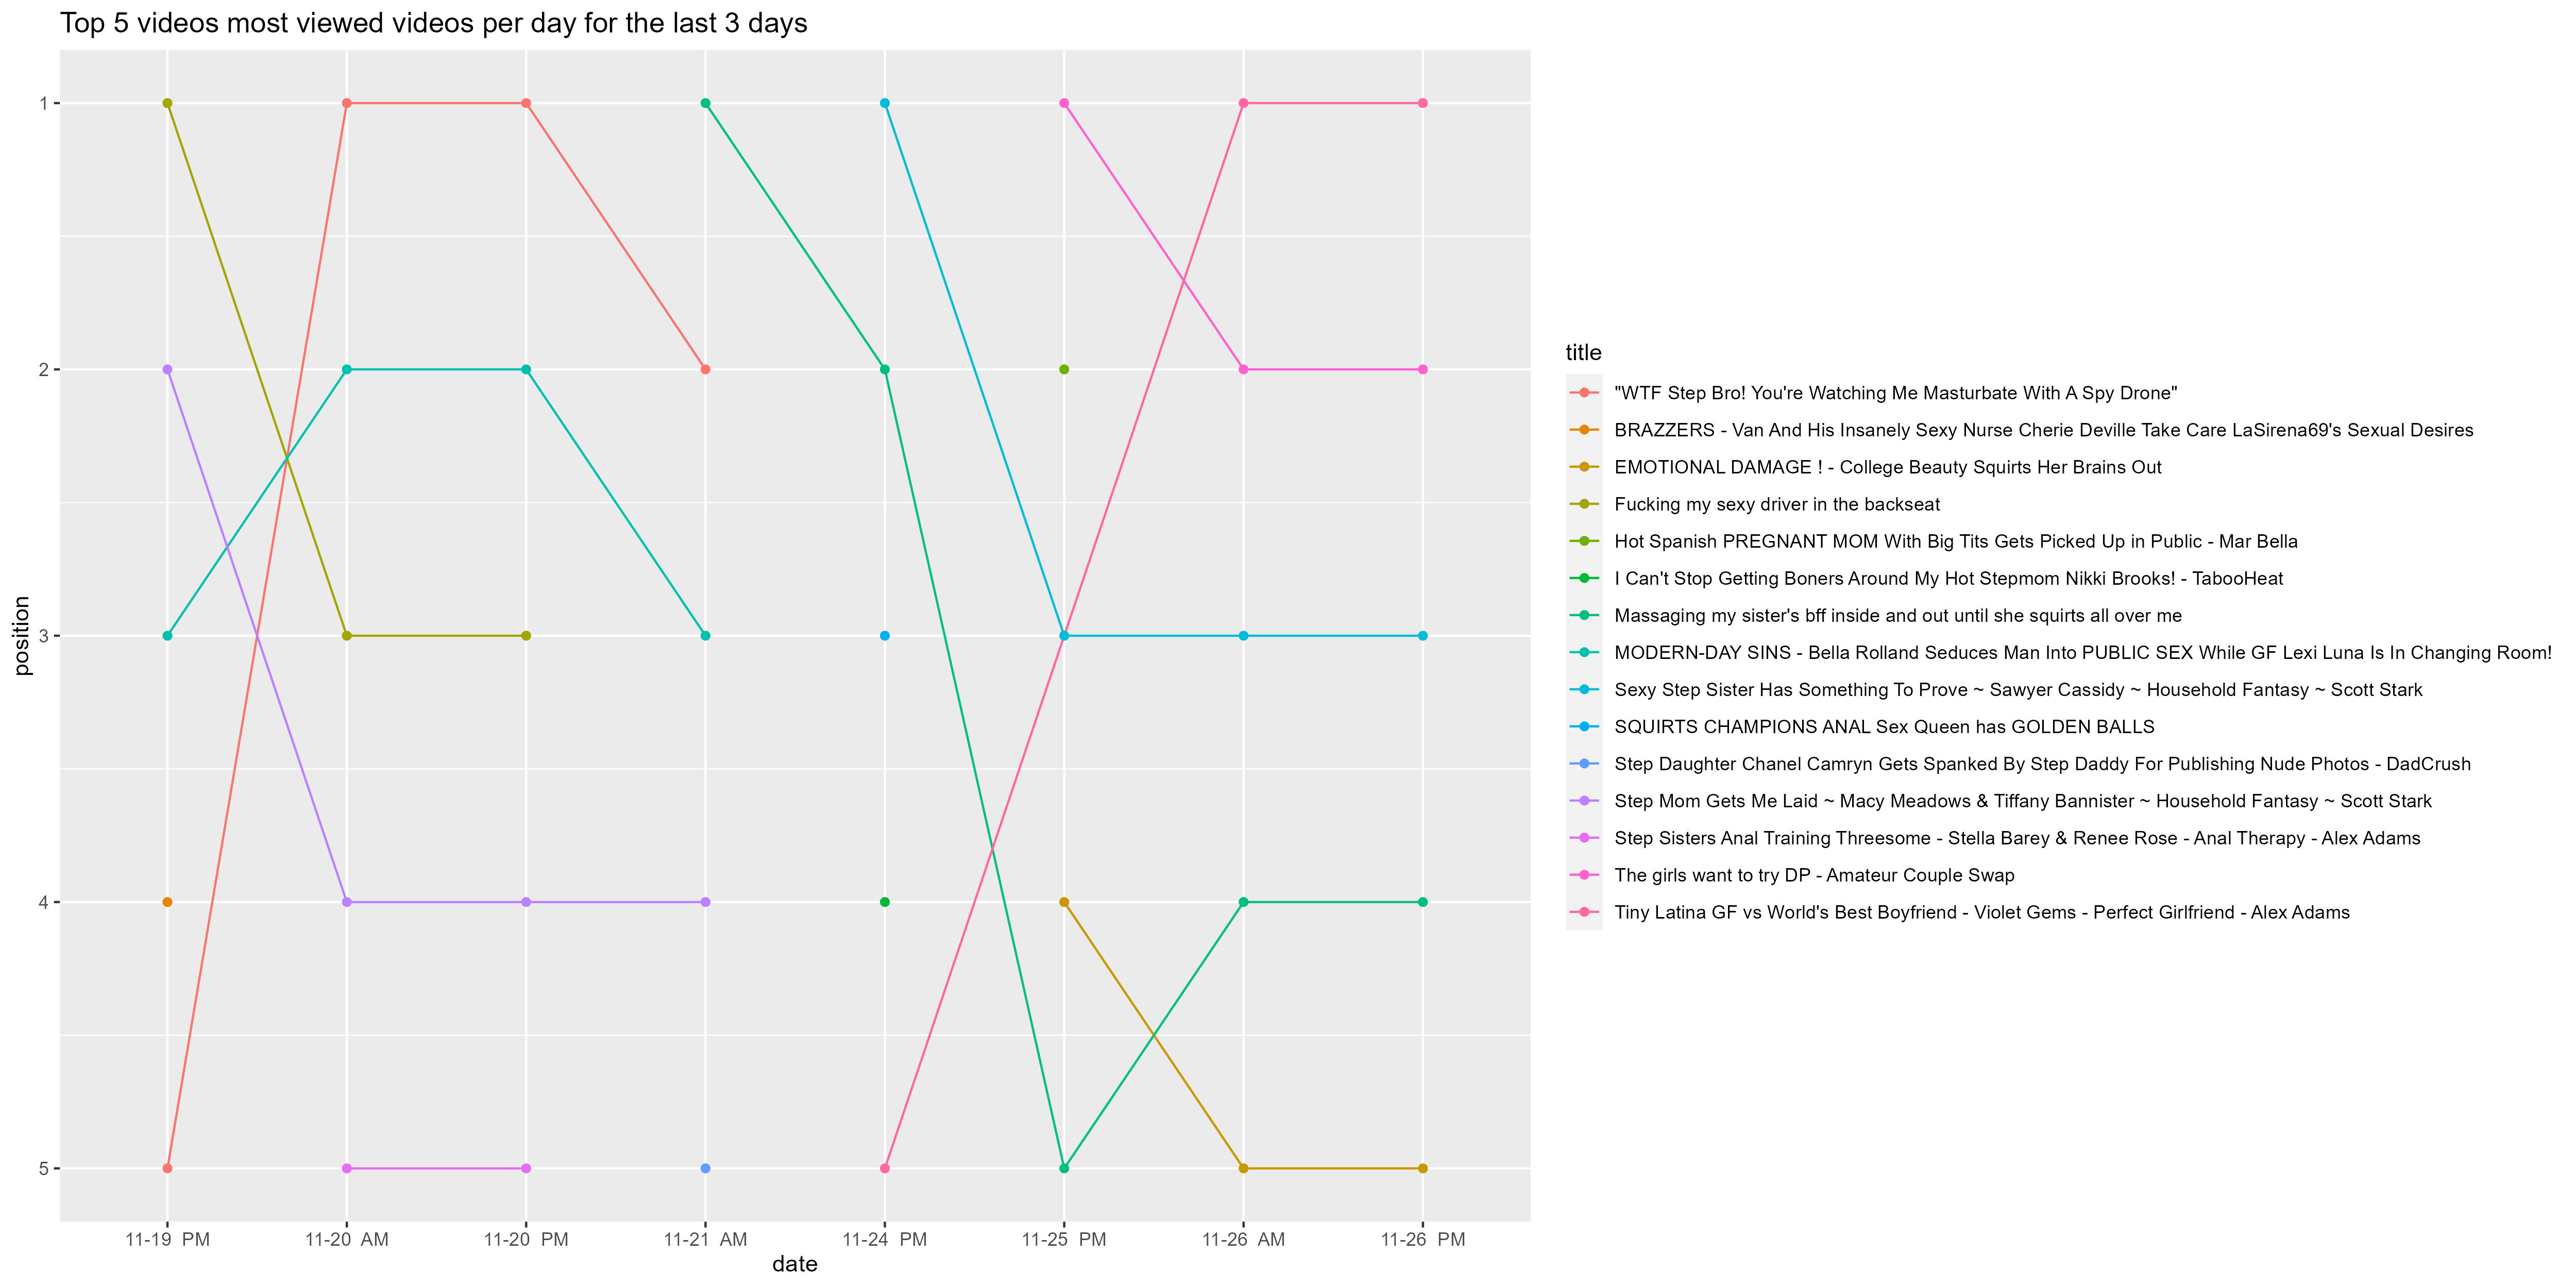 Top 5 videos most viewed videos per day for the last 3 days
position
1
2
3
4
5
11-19 PM
11-20 AM
11-20 PM
11-21 AM
11-24 PM
11-25 PM
11-26 AM
11-26 PM
date
title
"WTF Step Bro! You're Watching Me Masturbate With A Spy Drone"
BRAZZERS - Van And His Insanely Sexy Nurse Cherie Deville Take Care LaSirena69's Sexual Desires
EMOTIONAL DAMAGE ! - College Beauty Squirts Her Brains Out
Fucking my sexy driver in the backseat
Hot Spanish PREGNANT MOM With Big Tits Gets Picked Up in Public - Mar Bella
I Can't Stop Getting Boners Around My Hot Stepmom Nikki Brooks! - TabooHeat
Massaging my sister's bff inside and out until she squirts all over me
MODERN-DAY SINS - Bella Rolland Seduces Man Into PUBLIC SEX While GF Lexi Luna Is In Changing Room!
Sexy Step Sister Has Something To Prove ~ Sawyer Cassidy ~ Household Fantasy ~ Scott Stark
SQUIRTS CHAMPIONS ANAL Sex Queen has GOLDEN BALLS
Step Daughter Chanel Camryn Gets Spanked By Step Daddy For Publishing Nude Photos - DadCrush
Step Mom Gets Me Laid ~ Macy Meadows & Tiffany Bannister ~ Household Fantasy ~ Scott Stark
Step Sisters Anal Training Threesome - Stella Barey & Renee Rose - Anal Therapy - Alex Adams
The girls want to try DP - Amateur Couple Swap
Tiny Latina GF vs World's Best Boyfriend - Violet Gems - Perfect Girlfriend - Alex Adams